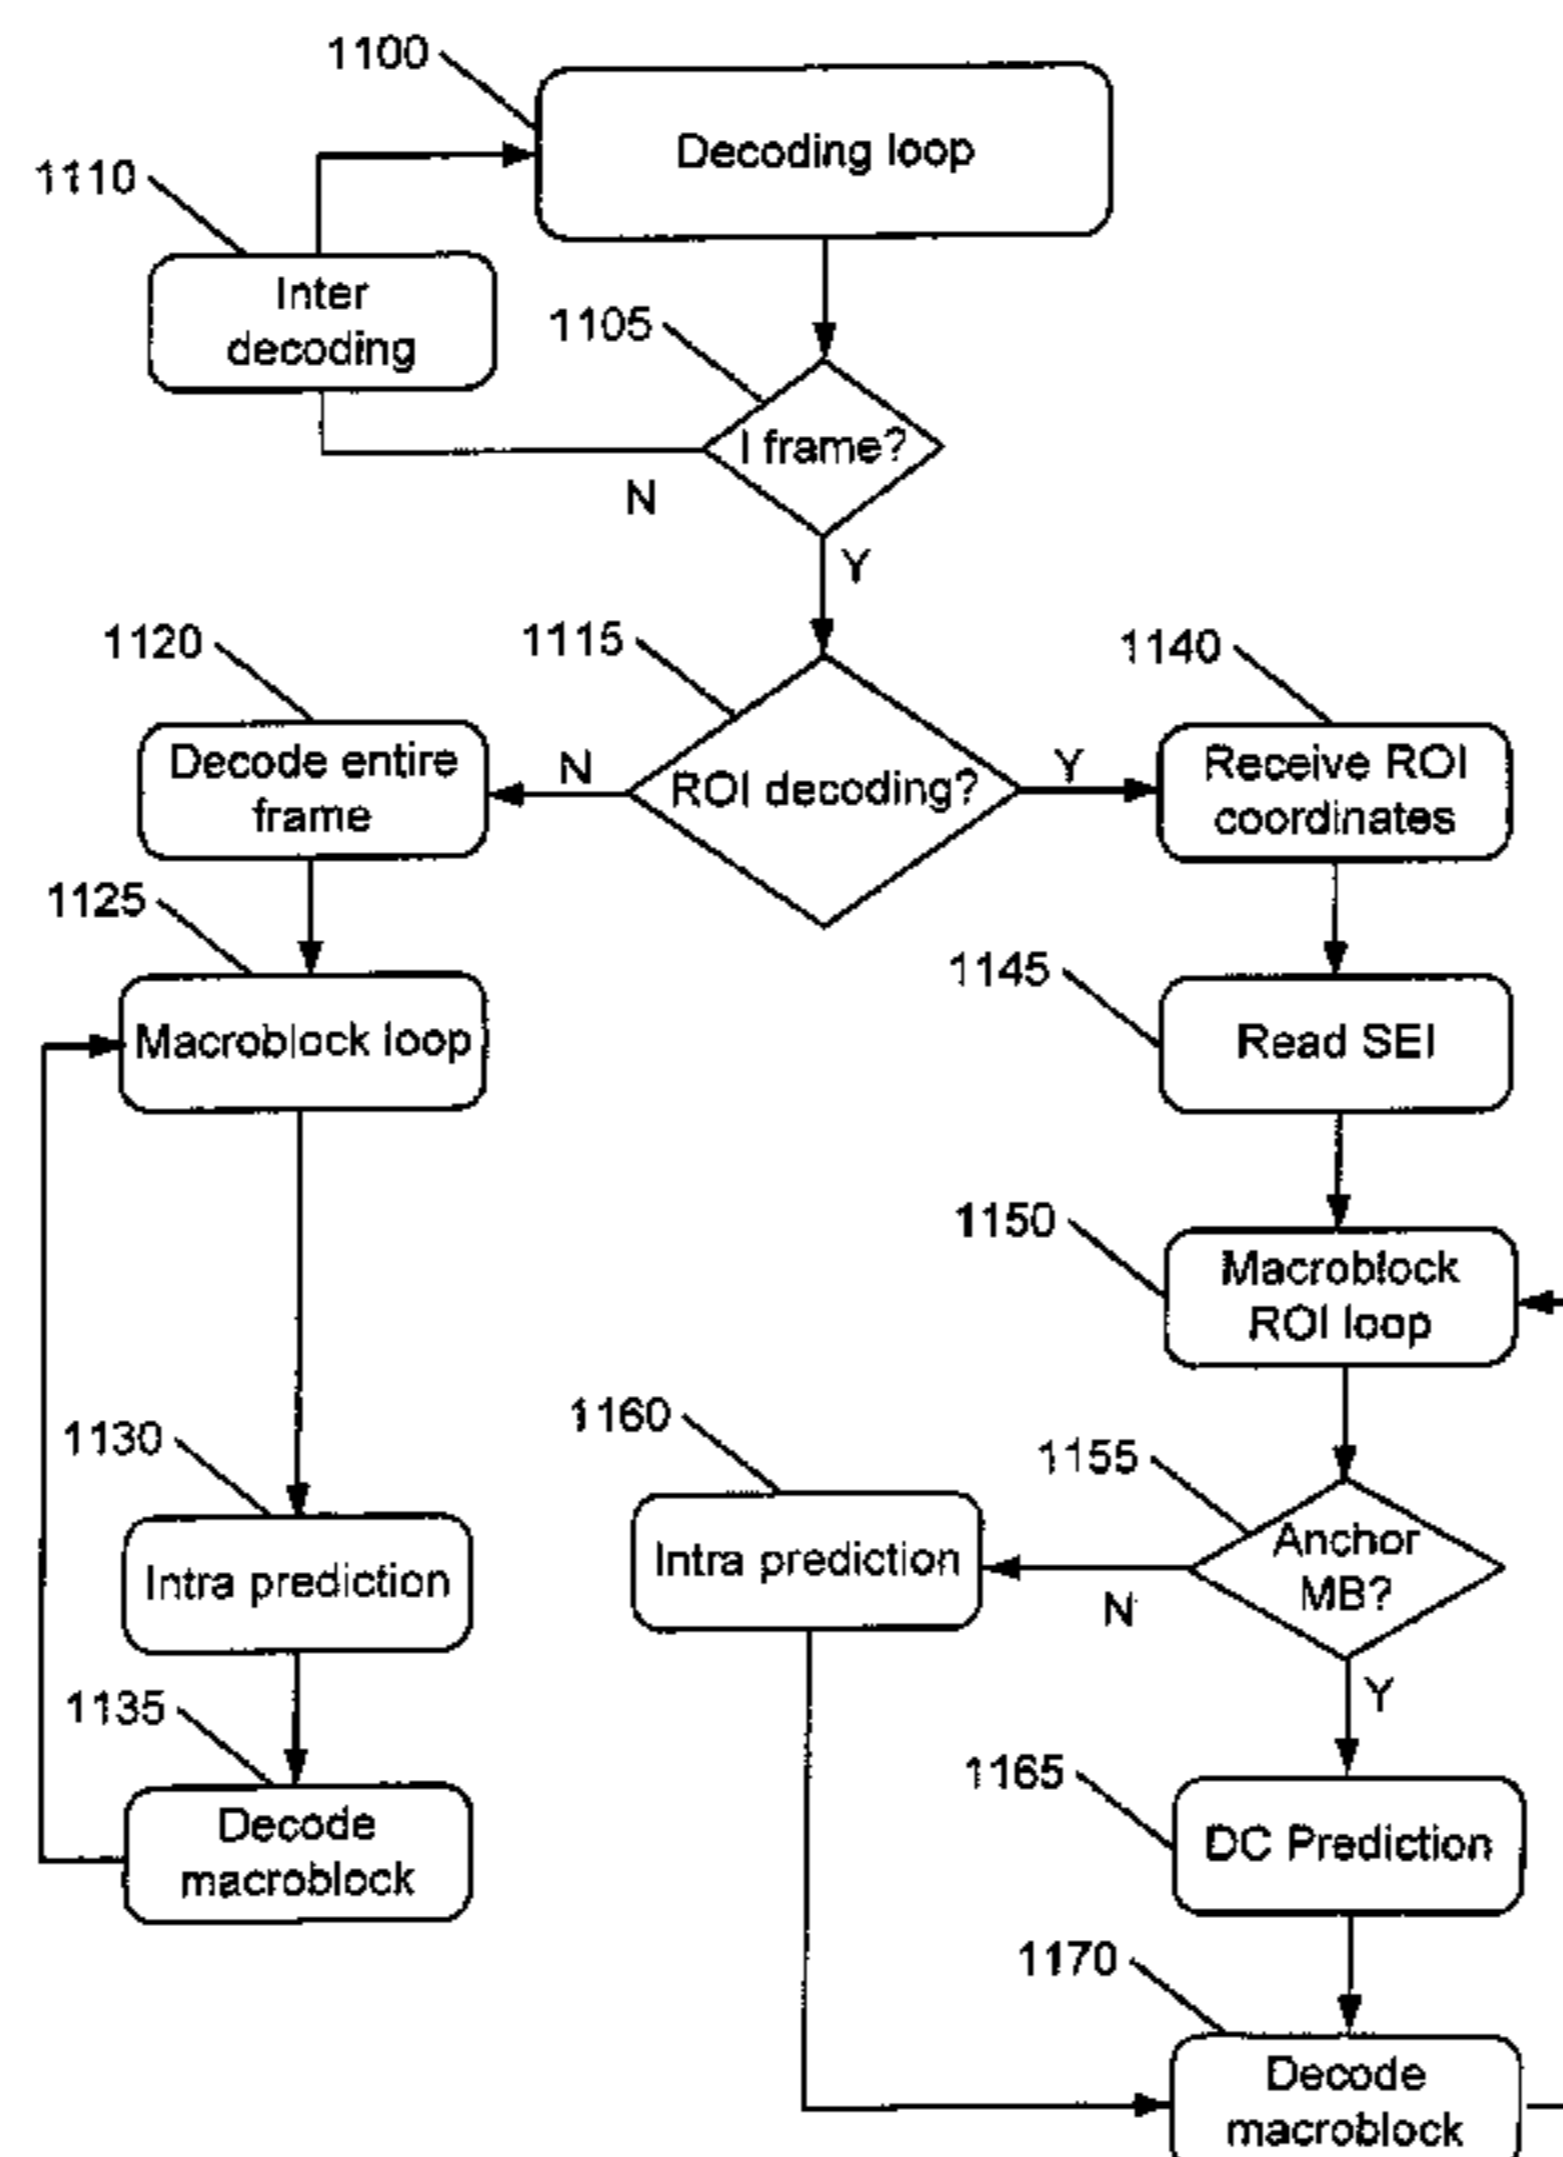 1100
Decoding loop
1110
Inter
decoding
1105
I frame?
N
Y
1120
1115
1140
Decode entire
frame
N
ROI decoding?
Y
Receive ROI
coordinates
1125
1145
Macroblock loop
Read SEI
1150
Macroblock
ROI loop
1160
1130
1155
Intra prediction
Anchor
MB?
N
Intra prediction
Y
1135
1165
Decode
macroblock
DC Prediction
1170
Decode
macroblock